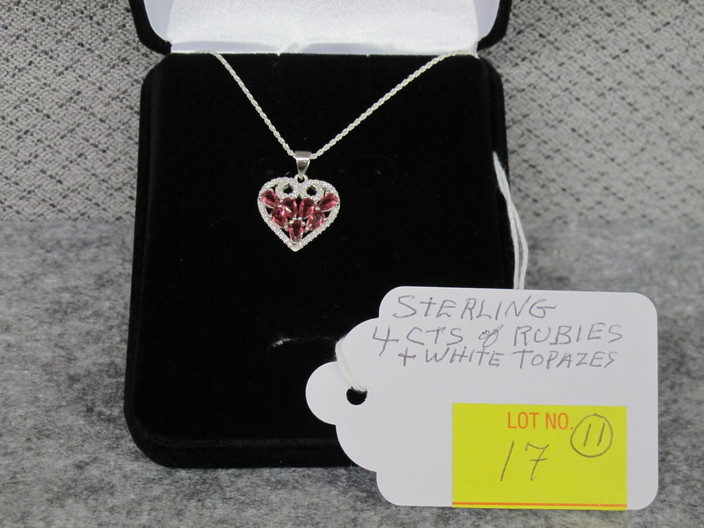 STERLING
4 CTS of RUBIES
+ WHITE TOPAZES
LOT NO. 11
17